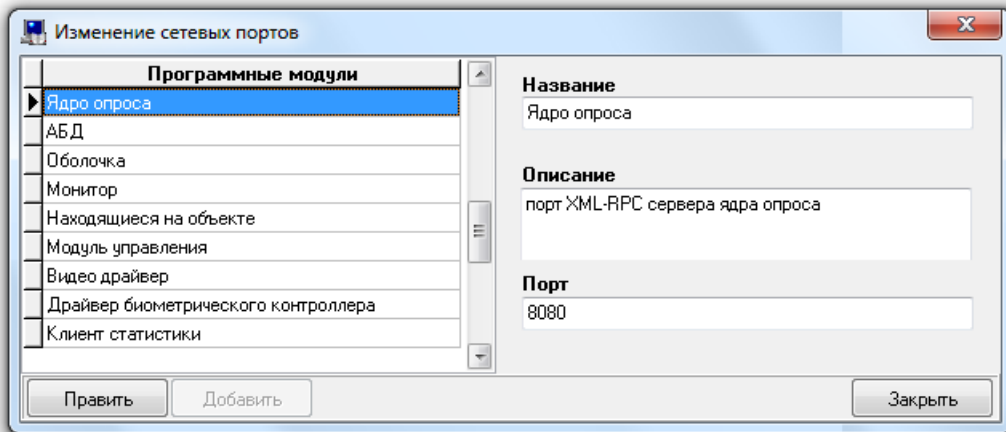 Изменение сетевых портов
Программные модули
Ядро опроса
АБД
Оболочка
Монитор
Находящиеся на объекте
Модуль управления
Видео драйвер
Драйвер биометрического контроллера
Клиент статистики
Название
Ядро опроса
Описание
порт XML-RPC сервера ядра опроса
Порт
8080
Править
Добавить
Закрыть